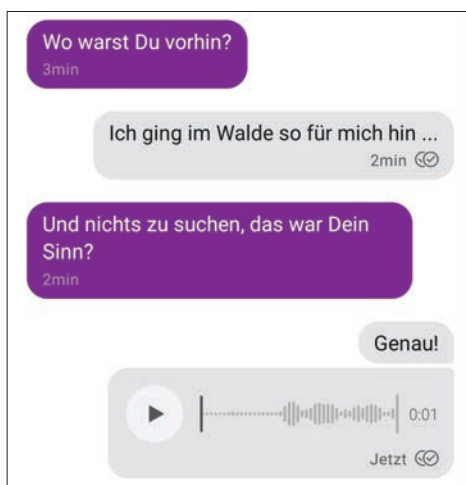 Wo warst Du vorhin?
3min
Ich ging im Walde so für mich hin ...
2min
Und nichts zu suchen, das war Dein
Sinn?
2min
Genau!
0:01
Jetzt